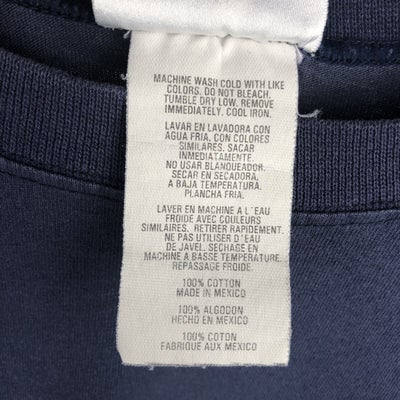 MACHINE WASH COLD WITH LIKE
COLORS. DO NOT BLEACH.
TUMBLE DRY LOW. REMOVE
IMMEDIATELY. COOL IRON.
LAVAR EN LAVADORA CON
AGUA FRIA. CON COLORES
SIMILARES. SACAR
INMEDIATAMENTE.
NO USAR BLANQUEADOR.
SECAR EN SECADORA.
A BAJA TEMPERATURA.
PLANCHA FRIA.
LAVER EN MACHINE A L'EAU
FROIDE AVEC COULEURS
SIMILAIRES. RETIRER RAPIDEMENT.
NE PAS UTILISER D'EAU
DE JAVEL. SECHAGE EN
MACHINE A BASSE TEMPERATURE.
REPASSAGE FROIDE.
100% COTTON
MADE IN MEXICO
100% ALGODON
HECHO EN MEXICO
100% COTON
FABRIQUE AUX MEXICO